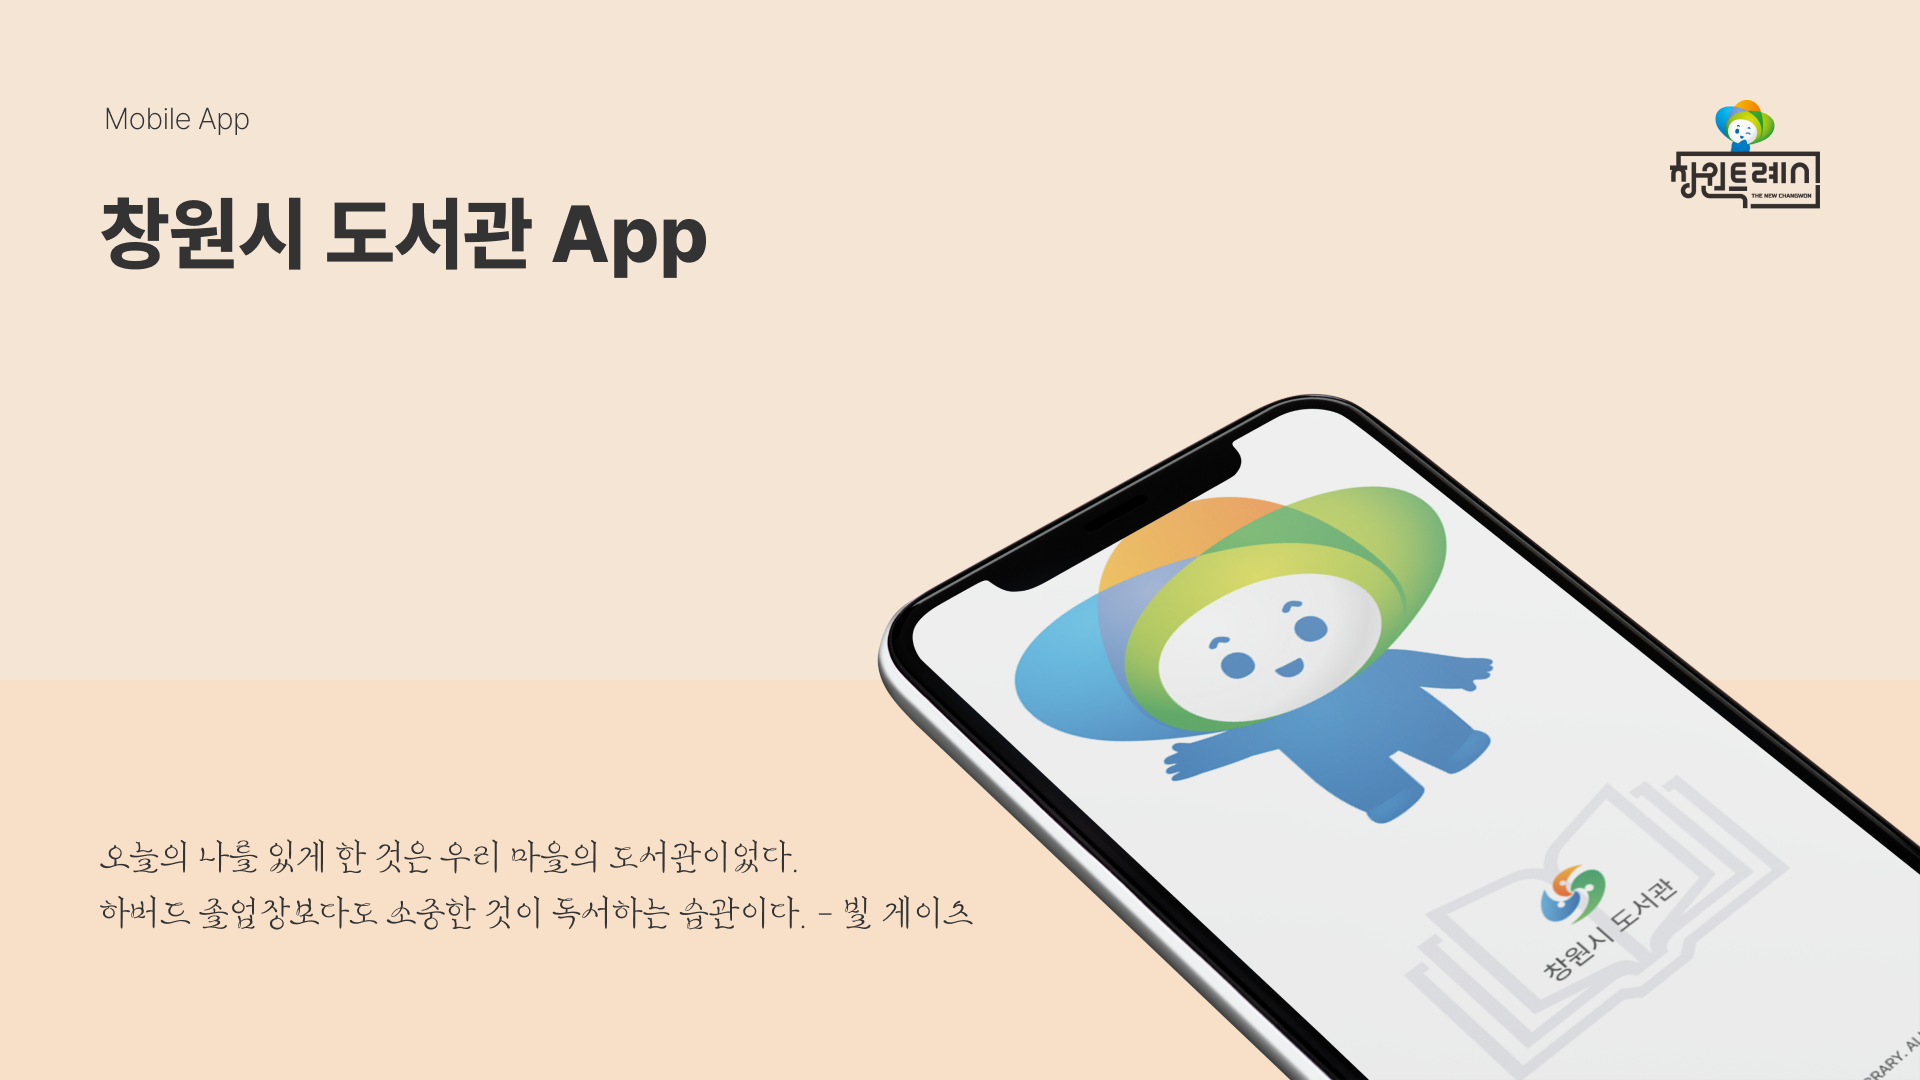 Mobile App
창원시 도서관 App
창원트레스
THE NEW CHANGWON
오늘의 나를 있게 한 것은 우리 마을의 도서관이었다.
하버드 졸업장보다도 소중한 것이 독서하는 습관이다. – 빌 게이츠
창원시 도서관